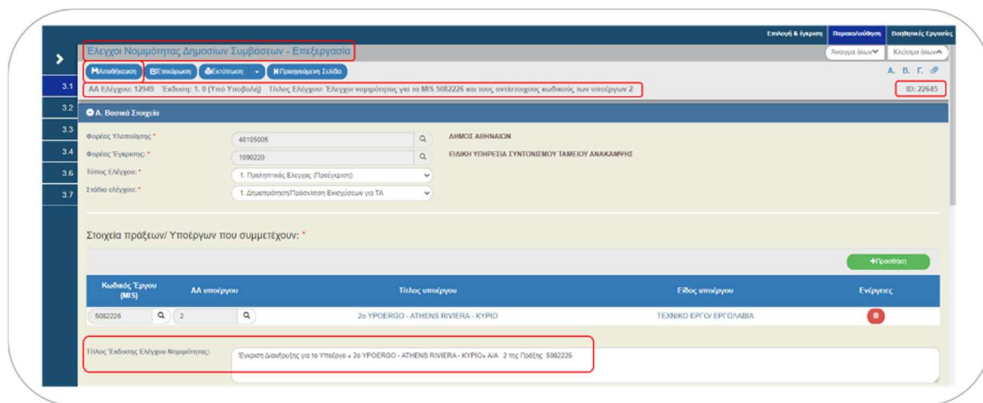 Επιλογή & έγκριση Παρακολούθηση Βοηθητικές Εργασίες
Έλεγχοι Νομιμότητας Δημοσίων Συμβάσεων - Επεξεργασία
Άνοιγμα όλων Κλείσιμο όλων
Αποθήκευση Επικύρωση Εκτύπωση Προηγούμενη Σελίδα
Α. Β. Γ.
3.1
ΑΑ Ελέγχου: 12949 Έκδοση: 1. 0 (Υπό Υποβολή) Τίτλος Ελέγχου: Έλεγχοι νομιμότητας για το MIS 5082226 και τους αντίστοιχους κωδικούς των υποέργων 2
ID: 22645
3.2
Α. Βασικά Στοιχεία
3.3
Φορέας Υλοποίησης *
40105005
ΔΗΜΟΣ ΑΘΗΝΑΙΩΝ
3.4
Φορέας Έγκρισης: *
1090220
ΕΙΔΙΚΗ ΥΠΗΡΕΣΙΑ ΣΥΝΤΟΝΙΣΜΟΥ ΤΑΜΕΙΟΥ ΑΝΑΚΑΜΨΗΣ
3.6
Τύπος Ελέγχου: *
1. Προληπτικός Έλεγχος (Προέγκριση)
3.7
Στάδιο ελέγχου: *
1. Δημοπράτηση/Πρόσκληση Ενισχύσεων για ΤΑ
Στοιχεία πράξεων/ Υποέργων που συμμετέχουν: *
+Προσθήκη
Κωδικός Έργου (MIS) ΑΑ υποέργου Τίτλος υποέργου Είδος υποέργου Ενέργειες
5082226 2 2o YPOERGO - ATHENS RIVIERA - ΚΥΡΙΟ ΤΕΧΝΙΚΟ ΕΡΓΟ/ ΕΡΓΟΛΑΒΙΑ
Τίτλος Έκδοσης Ελέγχου Νομιμότητας:
Έγκριση Διακήρυξης για το Υποέργο « 2o YPOERGO - ATHENS RIVIERA - ΚΥΡΙΟ» Α/Α 2 της Πράξης 5082226